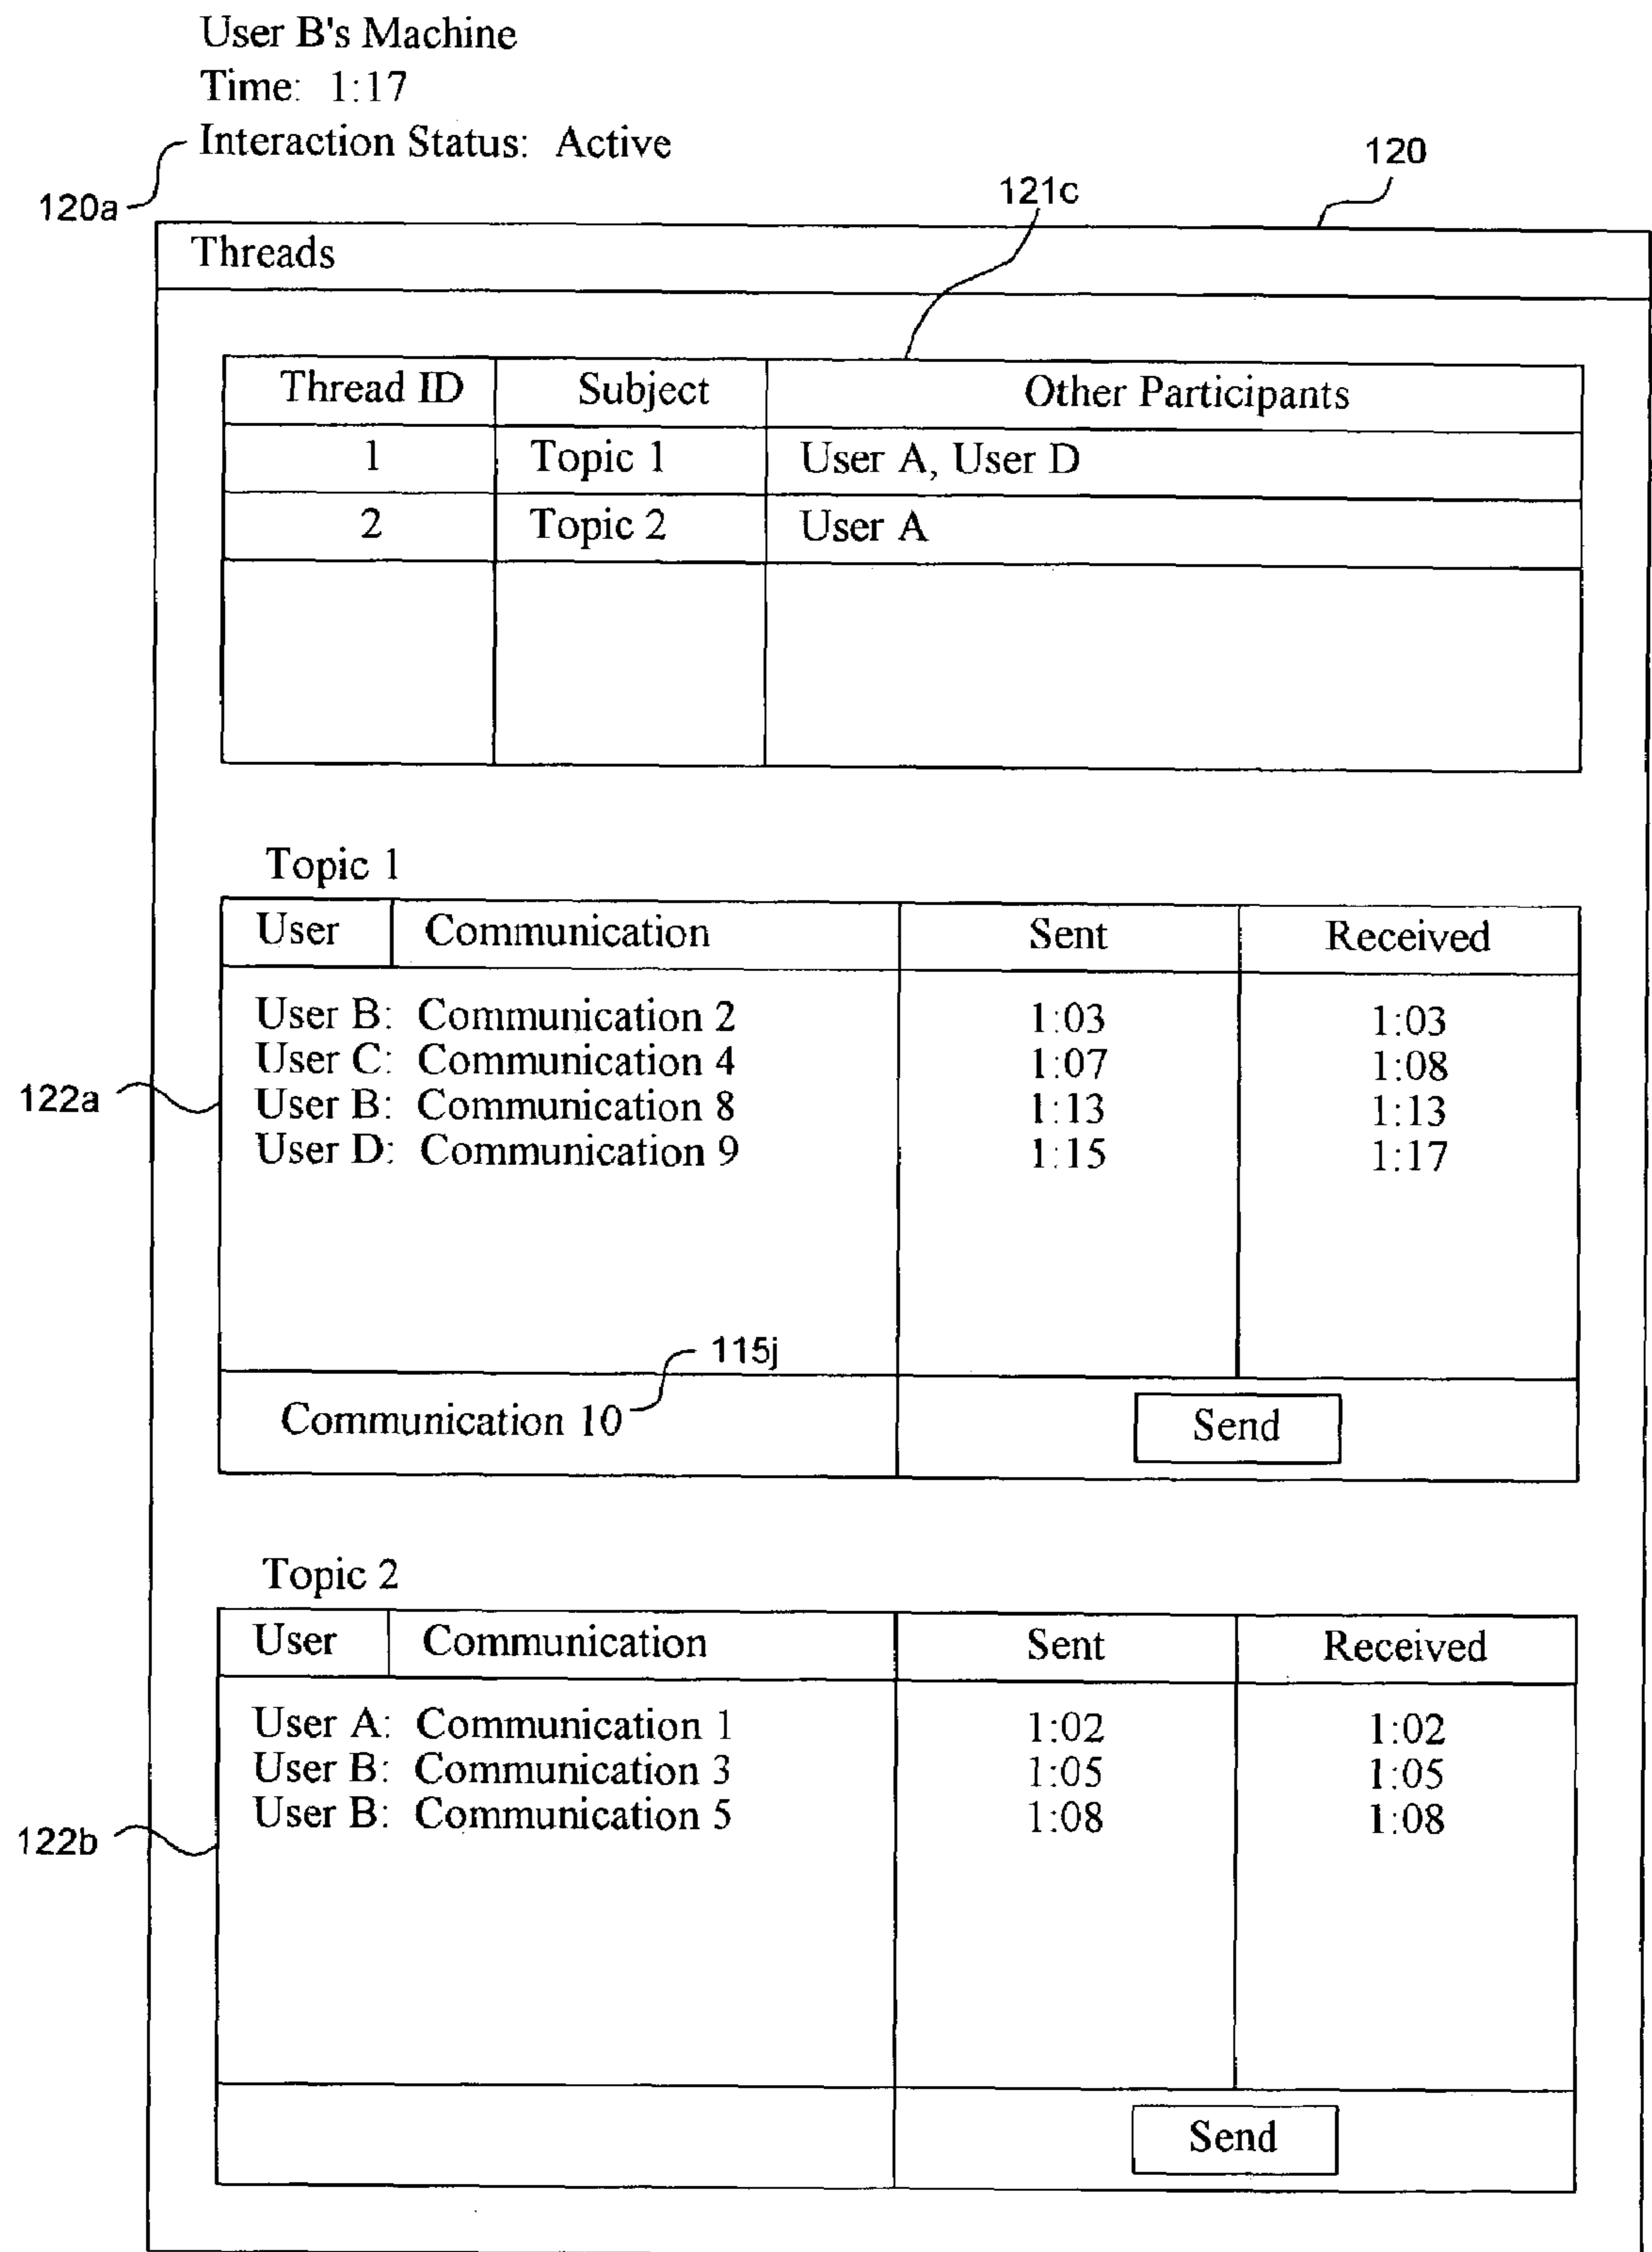 User B's Machine
Time: 1:17
Interaction Status: Active
120
121c
120a
Threads
Thread ID Subject Other Participants
1 Topic 1 User A, User D
2 Topic 2 User A
Topic 1
User Communication Sent Received
User B: Communication 2 1:03 1:03
User C: Communication 4 1:07 1:08
122a
User B: Communication 8 1:13 1:13
User D: Communication 9 1:15 1:17
115j
Communication 10 Send
Topic 2
User Communication Sent Received
User A: Communication 1 1:02 1:02
User B: Communication 3 1:05 1:05
User B: Communication 5 1:08 1:08
122b
Send